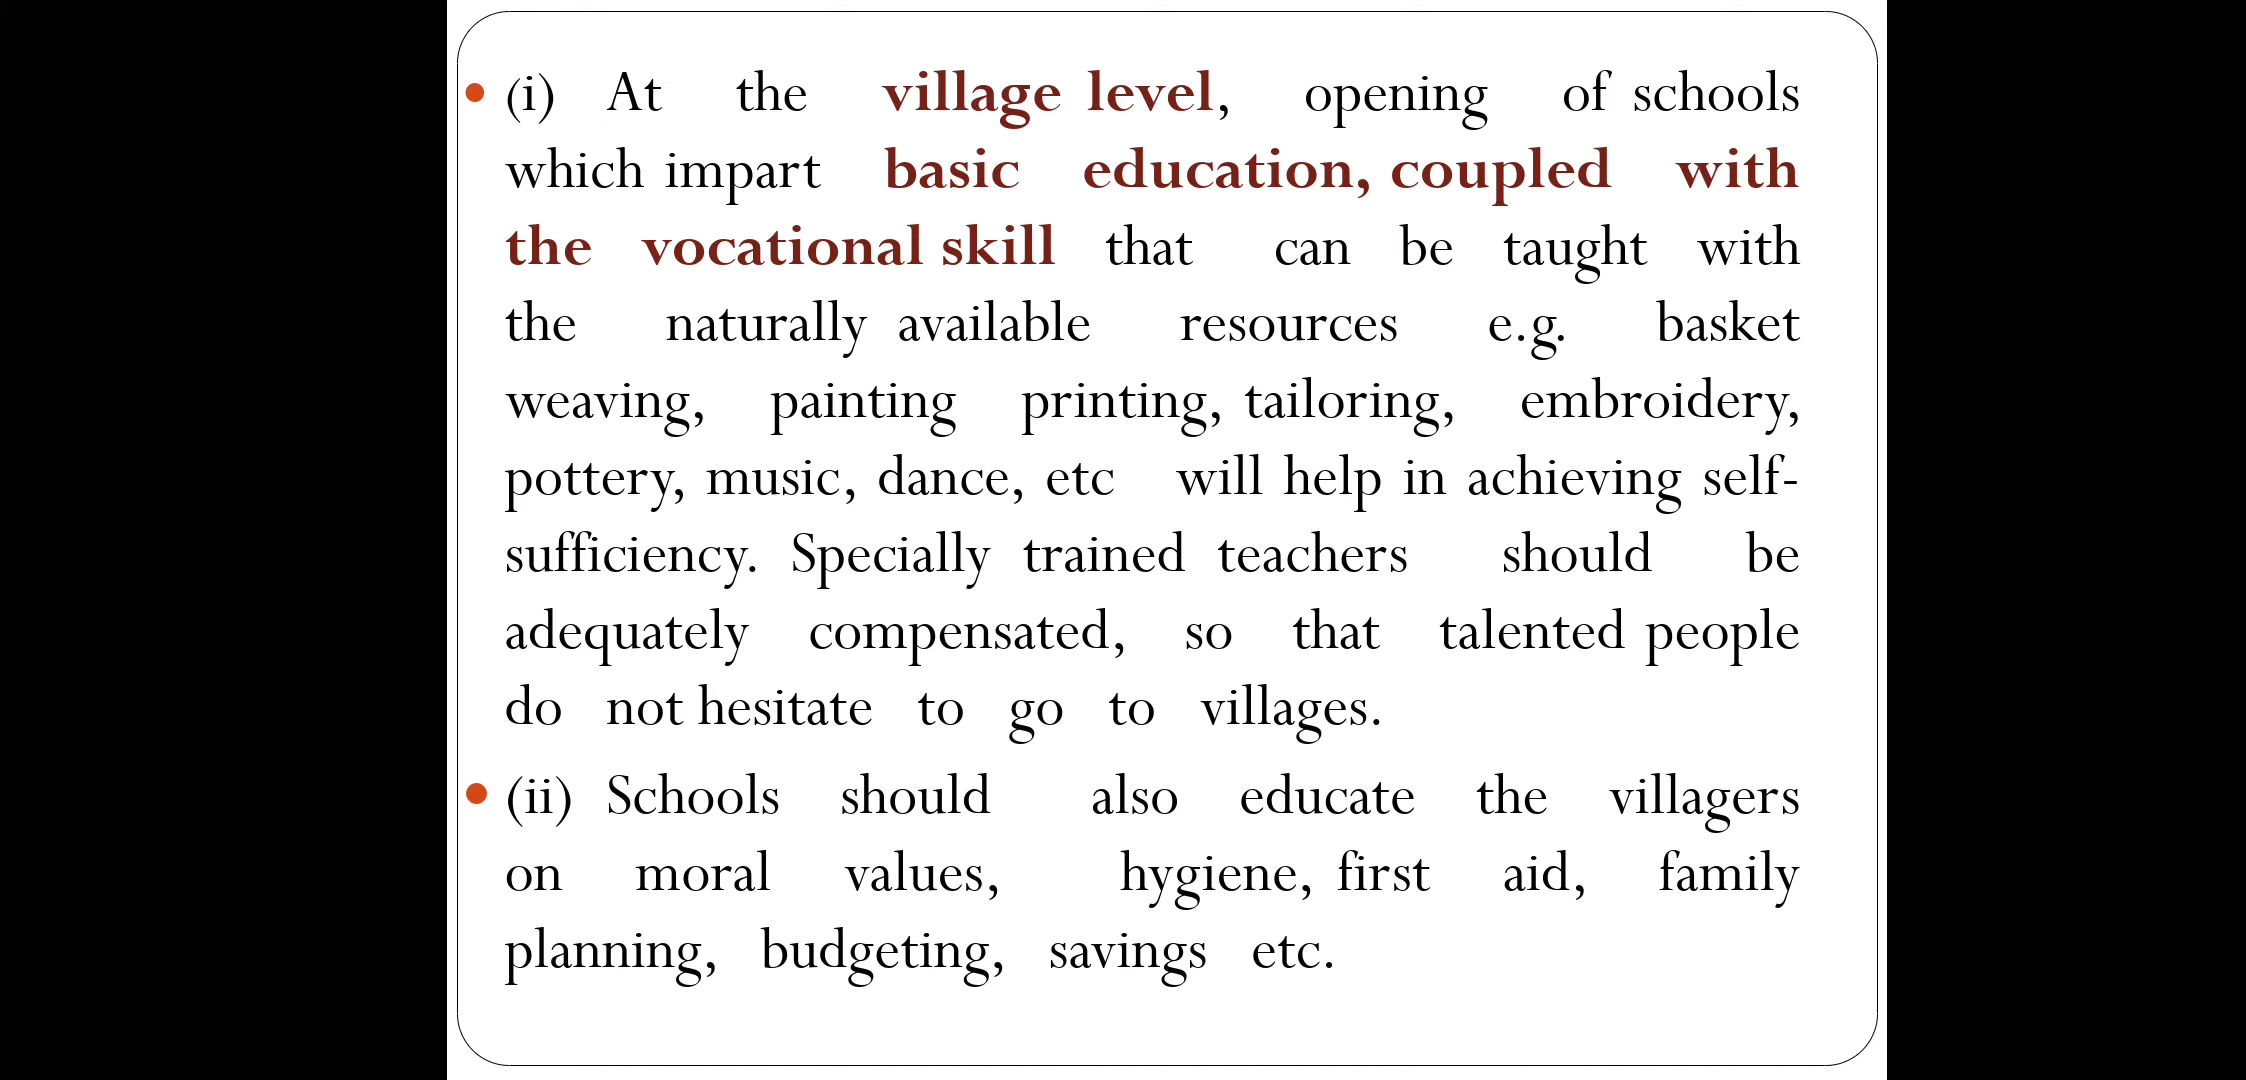 • (i) At the village level, opening of schools
which impart basic education, coupled with
the vocational skill that can be taught with
the naturally available resources e.g. basket
weaving, painting printing, tailoring, embroidery,
pottery, music, dance, etc will help in achieving self-
sufficiency. Specially trained teachers should be
adequately compensated, so that talented people
do not hesitate to go to villages.
• (ii) Schools should also educate the villagers
on moral values, hygiene, first aid, family
planning, budgeting, savings etc.